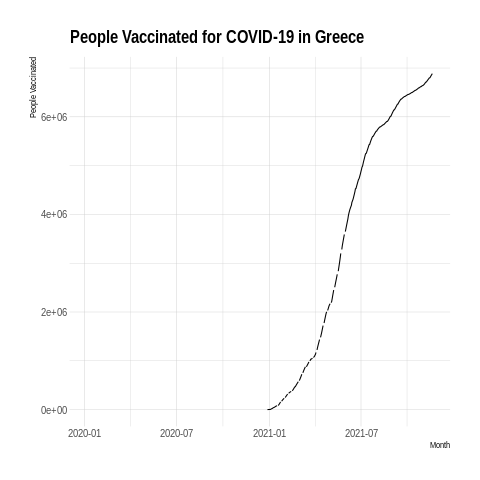 People Vaccinated for COVID-19 in Greece
People Vaccinated
6e+06
4e+06
2e+06
0e+00
2020-01 2020-07 2021-01 2021-07
Month